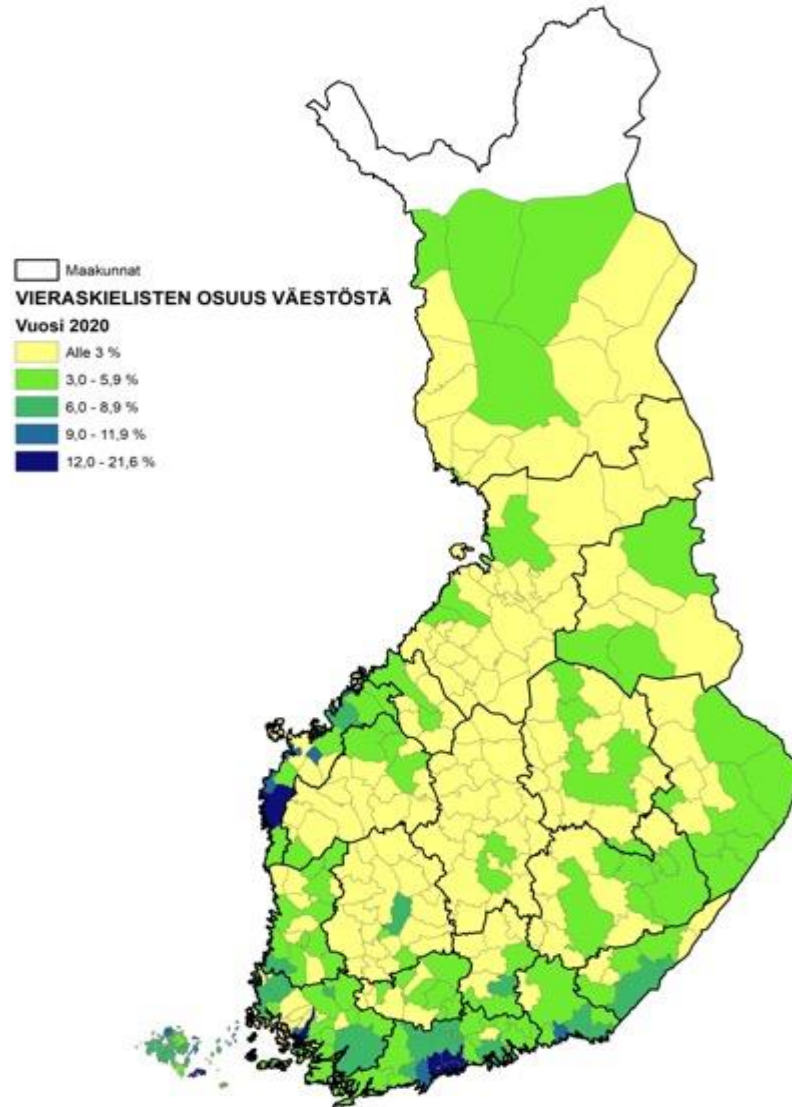 Maakunnat
VIERASKIELISTEN OSUUS VÄESTÖSTÄ
Vuosi 2020
Alle 3 %
3,0 - 5,9 %
6,0 - 8,9 %
9,0 - 11,9 %
12,0 - 21,6 %